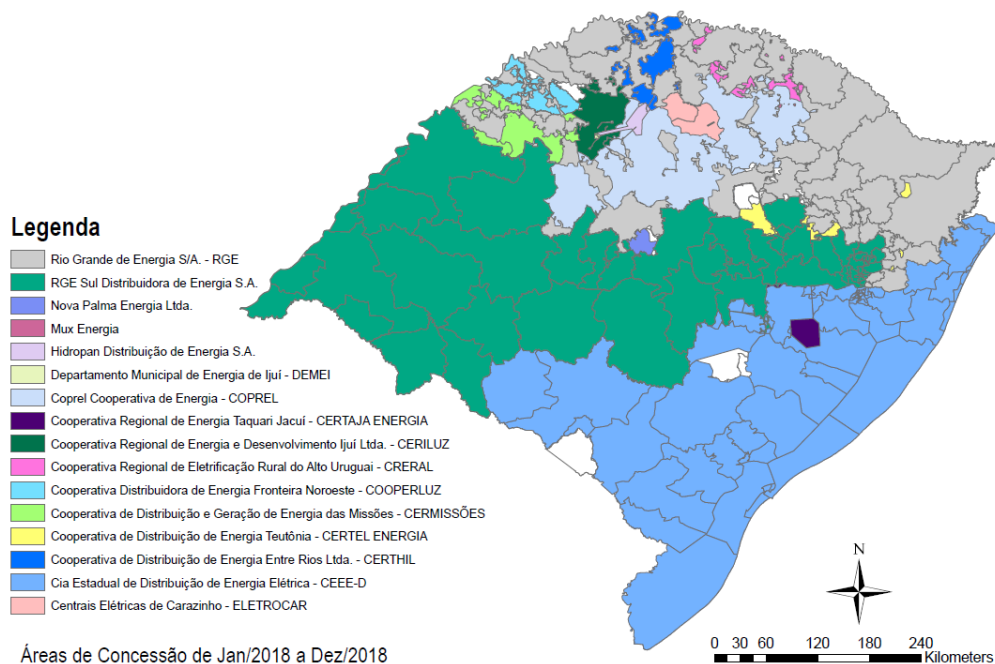 Legenda
Rio Grande de Energia S/A. - RGE
RGE Sul Distribuidora de Energia S.A.
Nova Palma Energia Ltda.
Mux Energia
Hidropan Distribuição de Energia S.A.
Departamento Municipal de Energia de Ijuí - DEMEI
Coprel Cooperativa de Energia - COPREL
Cooperativa Regional de Energia Taquari Jacuí - CERTAJA ENERGIA
Cooperativa Regional de Energia e Desenvolvimento Ijuí Ltda. - CERILUZ
Cooperativa Regional de Eletrificação Rural do Alto Uruguai - CRERAL
Cooperativa Distribuidora de Energia Fronteira Noroeste - COOPERLUZ
Cooperativa de Distribuição e Geração de Energia das Missões - CERMISSÕES
Cooperativa de Distribuição de Energia Teutônia - CERTEL ENERGIA
Cooperativa de Distribuição de Energia Entre Rios Ltda. - CERTHIL
Cia Estadual de Distribuição de Energia Elétrica - CEEE-D
Centrais Elétricas de Carazinho - ELETROCAR
Áreas de Concessão de Jan/2018 a Dez/2018
N
0 30 60 120 180 240
Kilometers